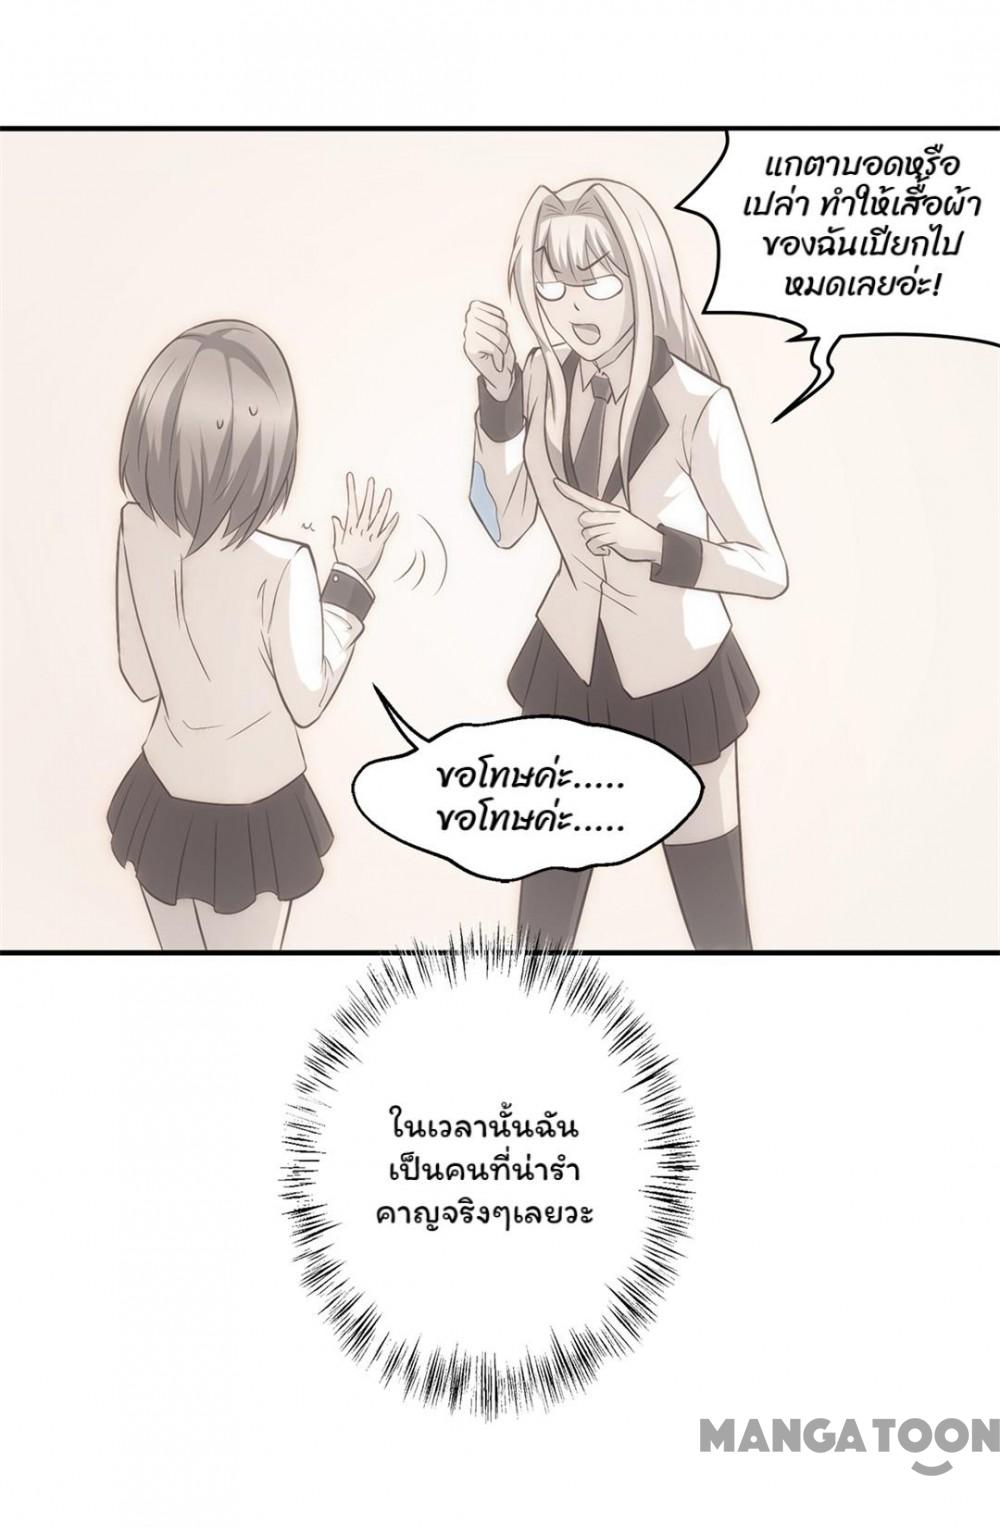 แกตาบอดหรือ
เปล่า ทำให้เสื้อผ้า
ของฉันเปียกไป
หมดเลยอ่ะ!
ขอโทษค่ะ.....
ขอโทษค่ะ.....
ในเวลานั้นฉัน
เป็นคนที่น่ารำ
คาญจริงๆเลยวะ
MANGATOON